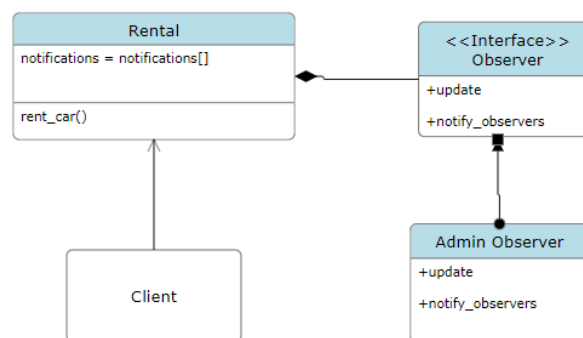 Rental
notifications = notifications[]
rent_car()
<<Interface>>
Observer
+update
+notify_observers
Client
Admin Observer
+update
+notify_observers